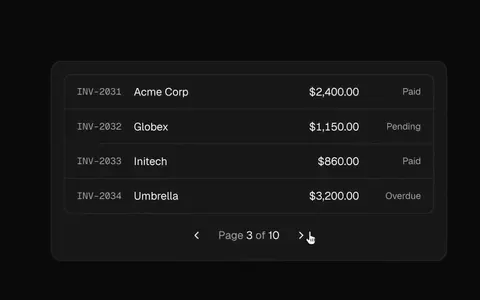 INV-2031 Acme Corp $2,400.00 Paid
INV-2032 Globex $1,150.00 Pending
INV-2033 Initech $860.00 Paid
INV-2034 Umbrella $3,200.00 Overdue
Page 3 of 10